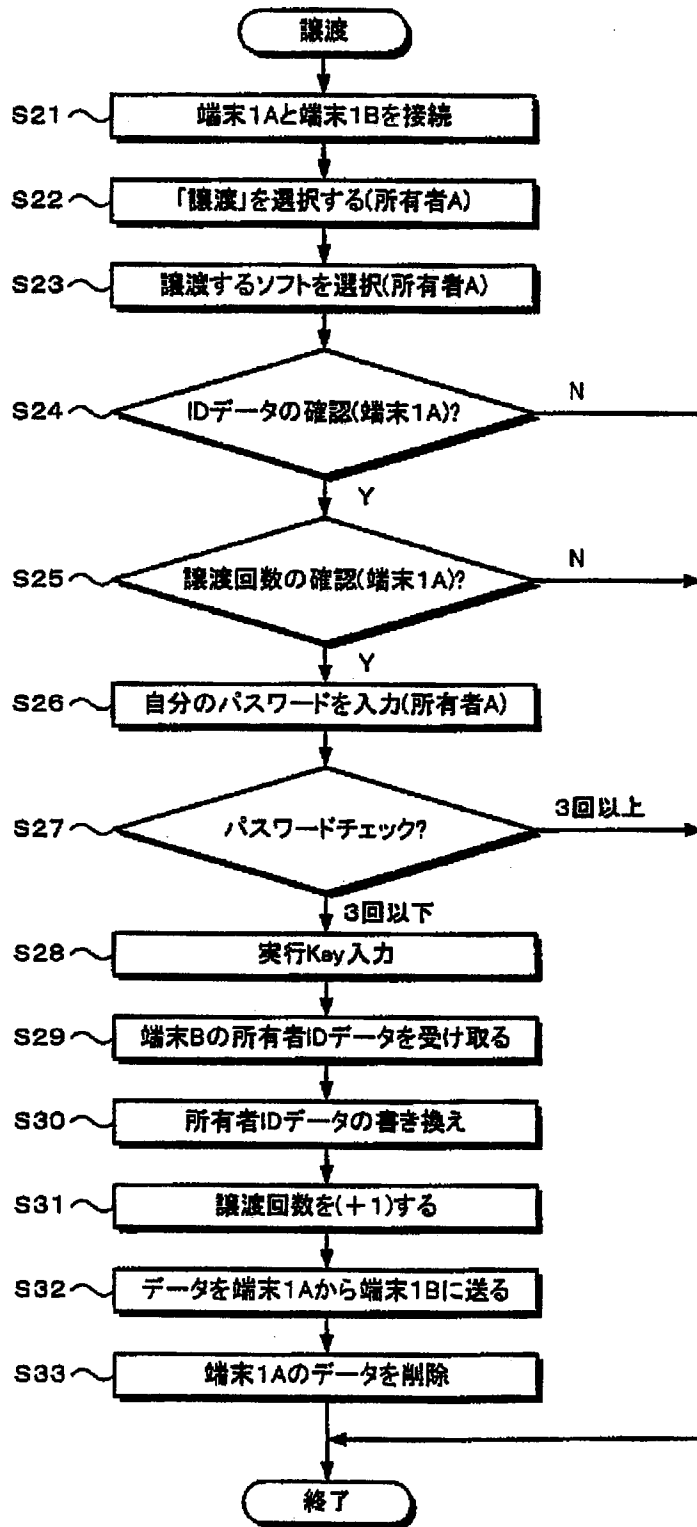 譲渡
S21 端末1Aと端末1Bを接続
S22 「譲渡」を選択する(所有者A)
S23 譲渡するソフトを選択(所有者A)
S24 IDデータの確認(端末1A)? N
Y
S25 譲渡回数の確認(端末1A)? N
Y
S26 自分のパスワードを入力(所有者A)
S27 パスワードチェック? 3回以上
3回以下
S28 実行Key入力
S29 端末Bの所有者IDデータを受け取る
S30 所有者IDデータの書き換え
S31 譲渡回数を(+1)する
S32 データを端末1Aから端末1Bに送る
S33 端末1Aのデータを削除
終了